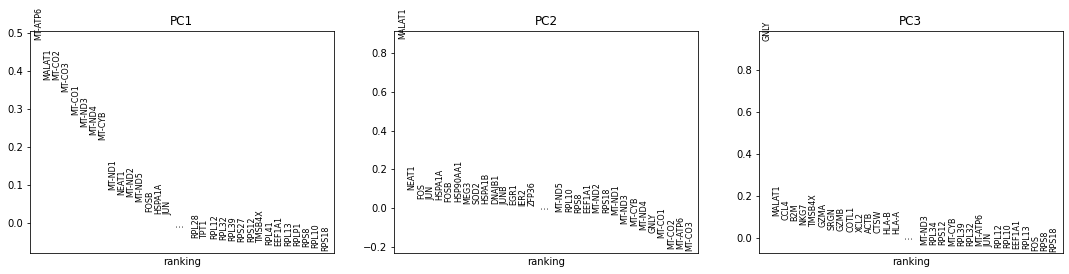 PC1
0.5
0.4
0.3
0.2
0.1
0.0
MT-ATP6
MALAT1
MT-CO2
MT-CO3
MT-CO1
MT-ND3
MT-ND4
MT-CYB
MT-ND1
NEAT1
MT-ND2
MT-ND5
FOSB
HSPA1A
JUN
...
RPL28
TPT1
RPL12
RPL32
RPL39
RPS27
RPS12
TMSB4X
RPL41
EEF1A1
RPL13
RPLP1
RPS8
RPL10
RPS18
ranking
PC2
0.8
0.6
0.4
0.2
0.0
−0.2
MALAT1
NEAT1
FOS
JUN
HSPA1A
FOSB
HSP90AA1
MEG3
SOD2
HSPA1B
DNAJB1
JUNB
EGR1
IER2
ZFP36
...
MT-ND5
RPL10
RPS8
EEF1A1
MT-ND2
RPS18
MT-ND1
MT-ND3
MT-CYB
MT-ND4
GNLY
MT-CO1
MT-CO2
MT-ATP6
MT-CO3
ranking
PC3
0.8
0.6
0.4
0.2
0.0
GNLY
MALAT1
CCL4
B2M
NKG7
TMSB4X
GZMA
SRGN
GZMB
COTL1
XCL2
ACTB
CTSW
HLA-B
HLA-A
...
MT-ND3
RPL34
RPS12
MT-CYB
RPL39
RPL32
MT-ATP6
JUN
RPL12
RPL10
EEF1A1
RPL13
FOS
RPS8
RPS18
ranking